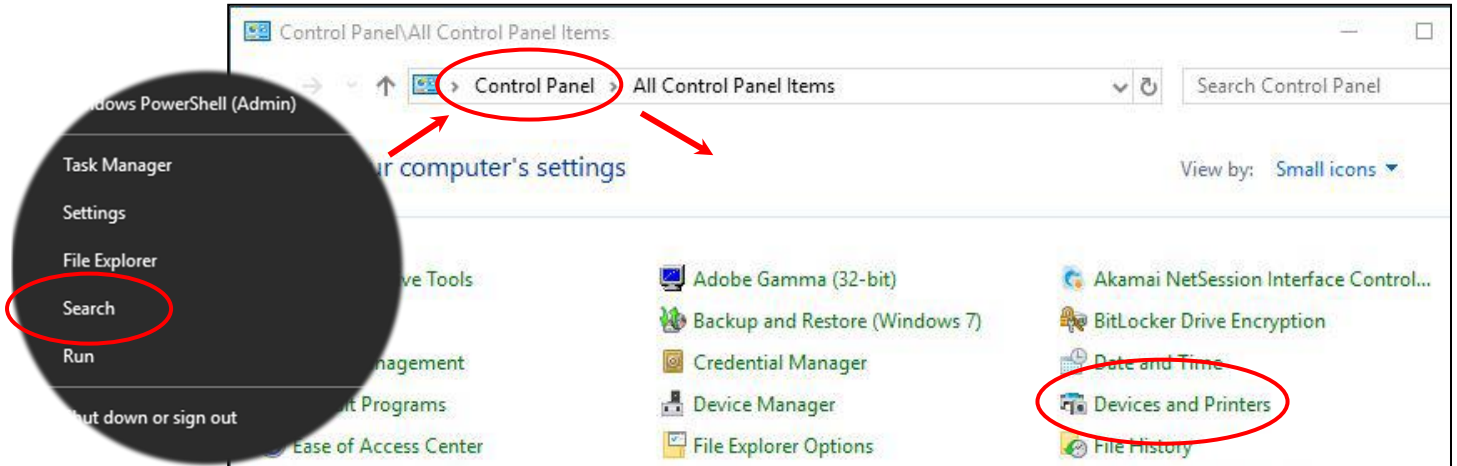 Control Panel\All Control Panel Items
Control Panel > All Control Panel Items
Search Control Panel
computer's settings
View by: Small icons
PowerShell (Admin)
Task Manager
Settings
File Explorer
Search
Run
down or sign out
Tools
Programs
Ease of Access Center
Adobe Gamma (32-bit)
Backup and Restore (Windows 7)
Credential Manager
Device Manager
File Explorer Options
Akamai NetSession Interface Control...
BitLocker Drive Encryption
Date and Time
Devices and Printers
File History